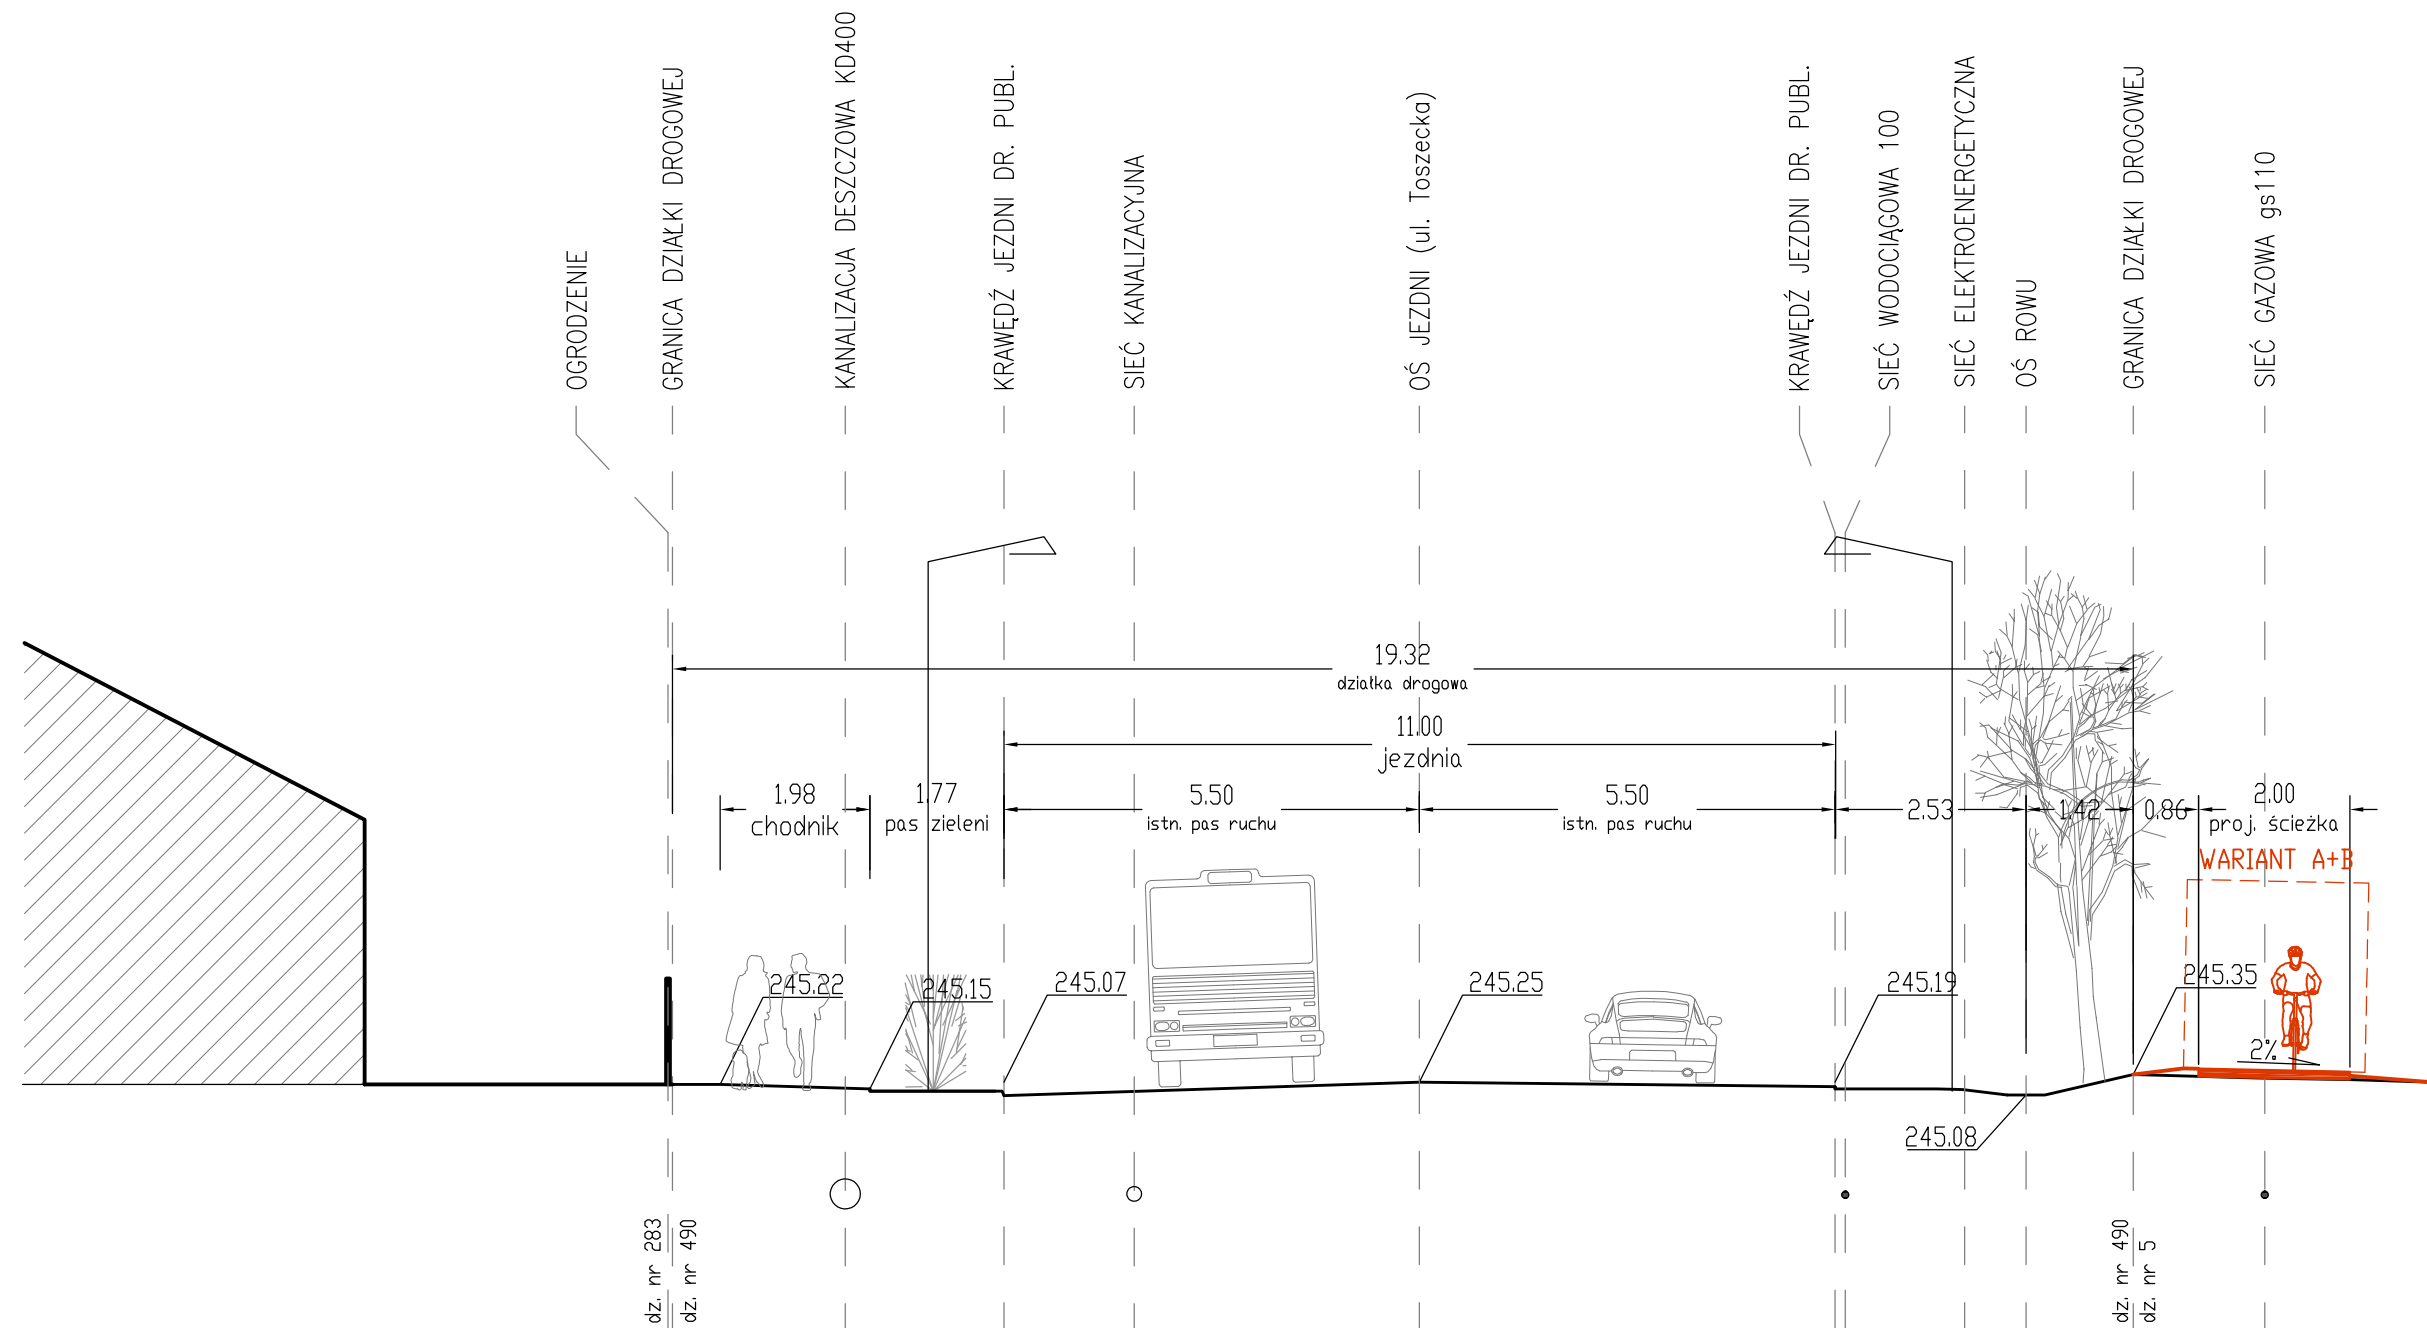 OGRODZENIE
GRANICA DZIAŁKI DROGOWEJ
KANALIZACJA DESZCZOWA KD400
KRAWĘDŹ JEZDNI DR. PUBL.
SIEĆ KANALIZACYJNA
OŚ JEZDNI (ul. Toszecka)
KRAWĘDŹ JEZDNI DR. PUBL.
SIEĆ WODOCIĄGOWA 100
SIEĆ ELEKTROENERGETYCZNA
OŚ ROWU
GRANICA DZIAŁKI DROGOWEJ
SIEĆ GAZOWA gs110
19.32
działka drogowa
11.00
jezdnia
1.98
chodnik
1.77
pas zieleni
5.50
istn. pas ruchu
5.50
istn. pas ruchu
2.53
1.42
0.86
2.00
proj. ścieżka
WARIANT A+B
245.22
245.15
245.07
245.25
245.19
245.35
2%
245.08
dz. nr 283
dz. nr 490
dz. nr 490
dz. nr 5